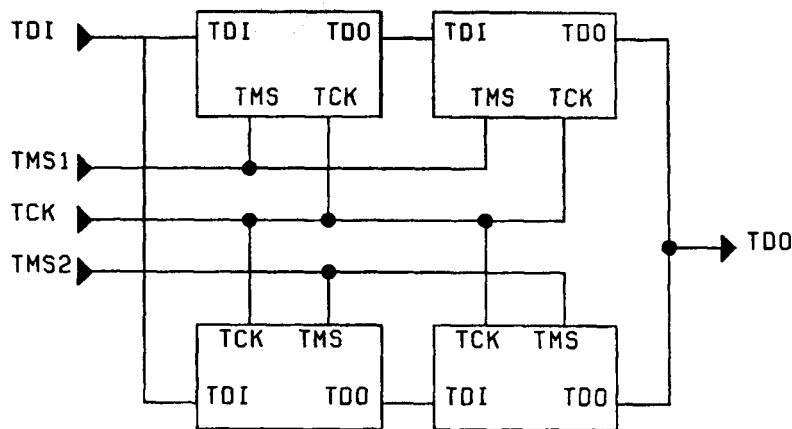 TDI
TDI TDO
TDI TDO
TMS TCK
TMS TCK
TMS1
TCK
TDO
TMS2
TCK TMS
TCK TMS
TDI TDO
TDI TDO